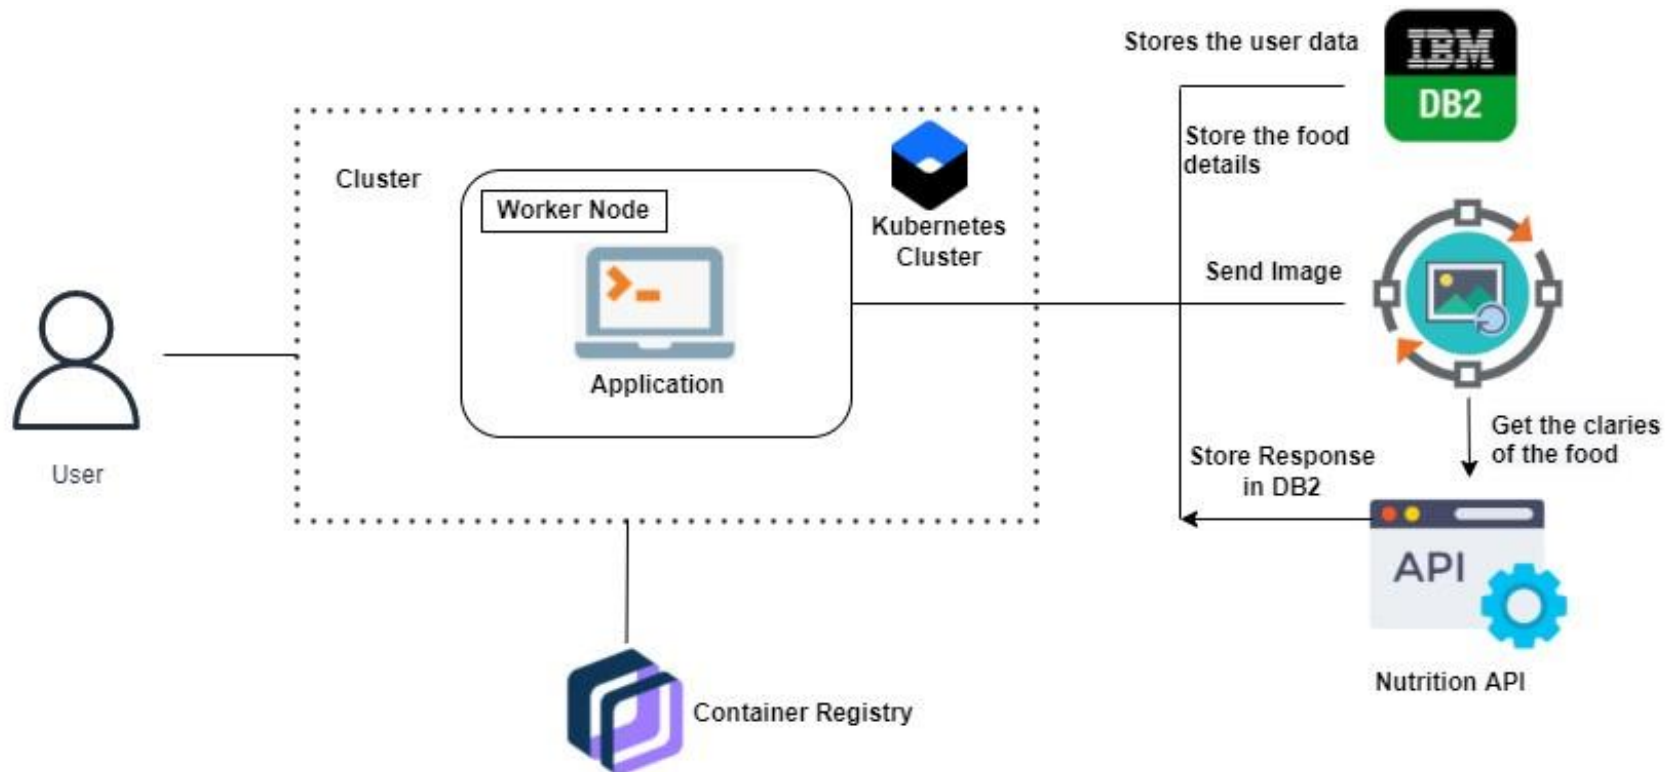 Stores the user data
IBM
DB2
Store the food
details
Cluster
Worker Node
Kubernetes
Cluster
Send Image
Application
User
Get the claries
of the food
Store Response
in DB2
API
Nutrition API
Container Registry